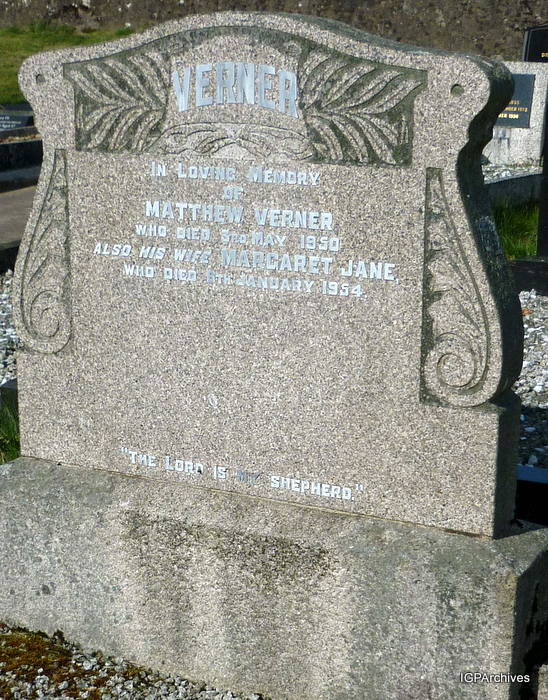 VERNER
IN LOVING MEMORY
OF
MATTHEW VERNER
WHO DIED 3RD MAY 1950
ALSO HIS WIFE MARGARET JANE,
WHO DIED 8TH JANUARY 1954.
"THE LORD IS MY SHEPHERD."
IGPArchives